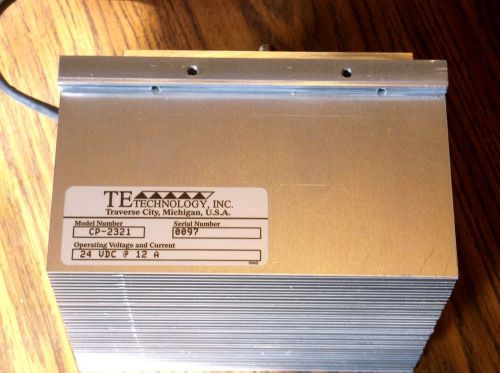 TE TECHNOLOGY, INC.
Traverse City, Michigan, U.S.A.
Model Number Serial Number
CP-2321 0097
Operating Voltage and Current
24 VDC @ 12 A